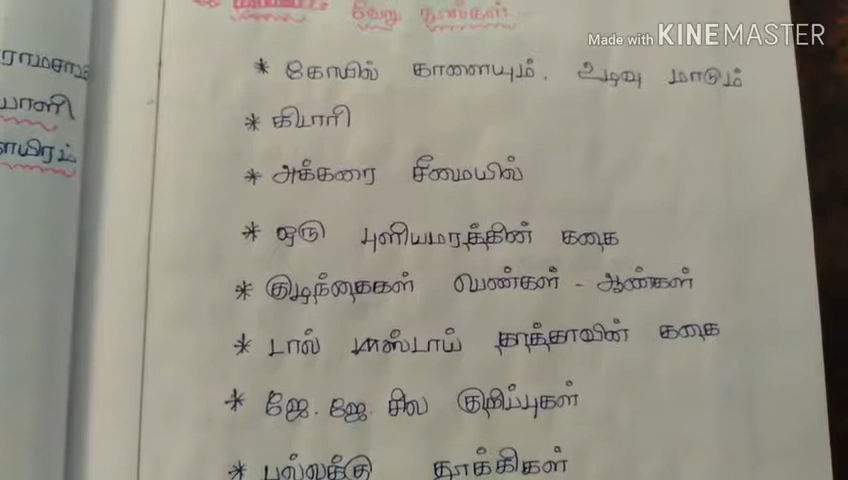 Made with KINEMASTER
வேறு நூல்கள்
* கோயில் காளையும், உழவு மாடும்
* கிடாரி
* அக்கரை சீமையில்
* ஒரு புளியமரத்தின் கதை
* குழந்தைகள் பெண்கள் - ஆண்கள்
* டால் ஸ்டாய் தாத்தாவின் கதை
* ஜே. ஜே. சில குறிப்புகள்
* பல்லக்கு தூக்கிகள்
யாளி